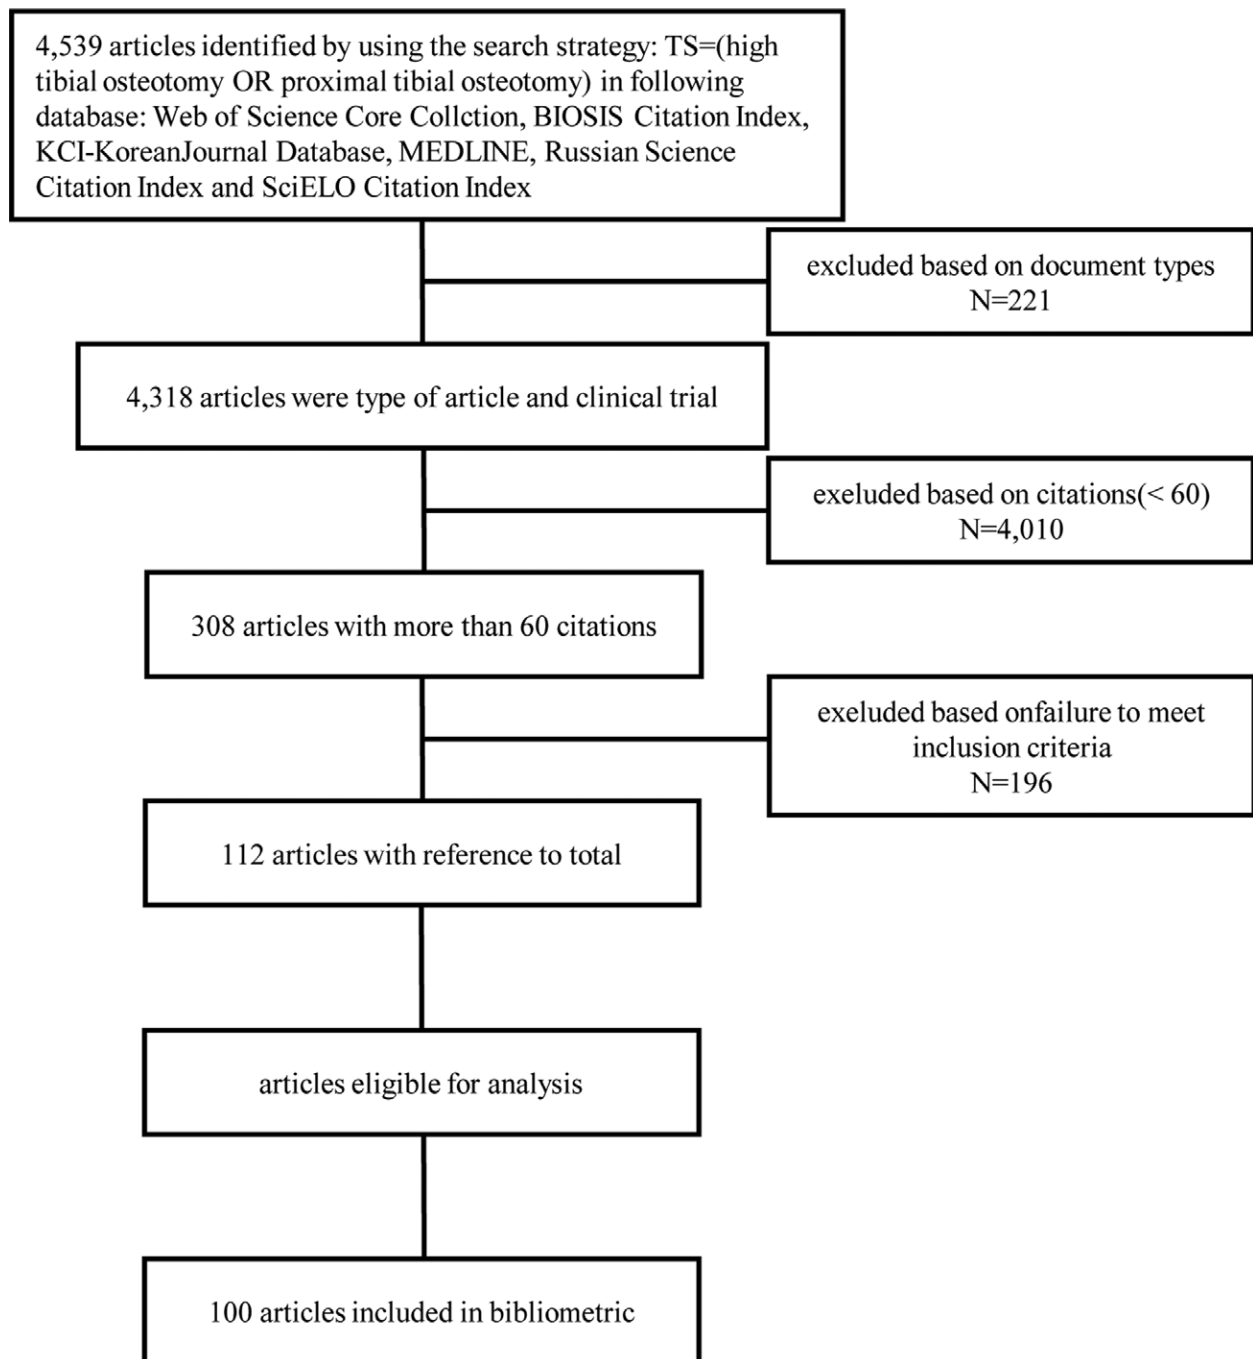 4,539 articles identified by using the search strategy: TS=(high
tibial osteotomy OR proximal tibial osteotomy) in following
database: Web of Science Core Collction, BIOSIS Citation Index,
KCI-KoreanJournal Database, MEDLINE, Russian Science
Citation Index and SciELO Citation Index
excluded based on document types
N=221
4,318 articles were type of article and clinical trial
exeluded based on citations(< 60)
N=4,010
308 articles with more than 60 citations
exeluded based onfailure to meet
inclusion criteria
N=196
112 articles with reference to total
articles eligible for analysis
100 articles included in bibliometric